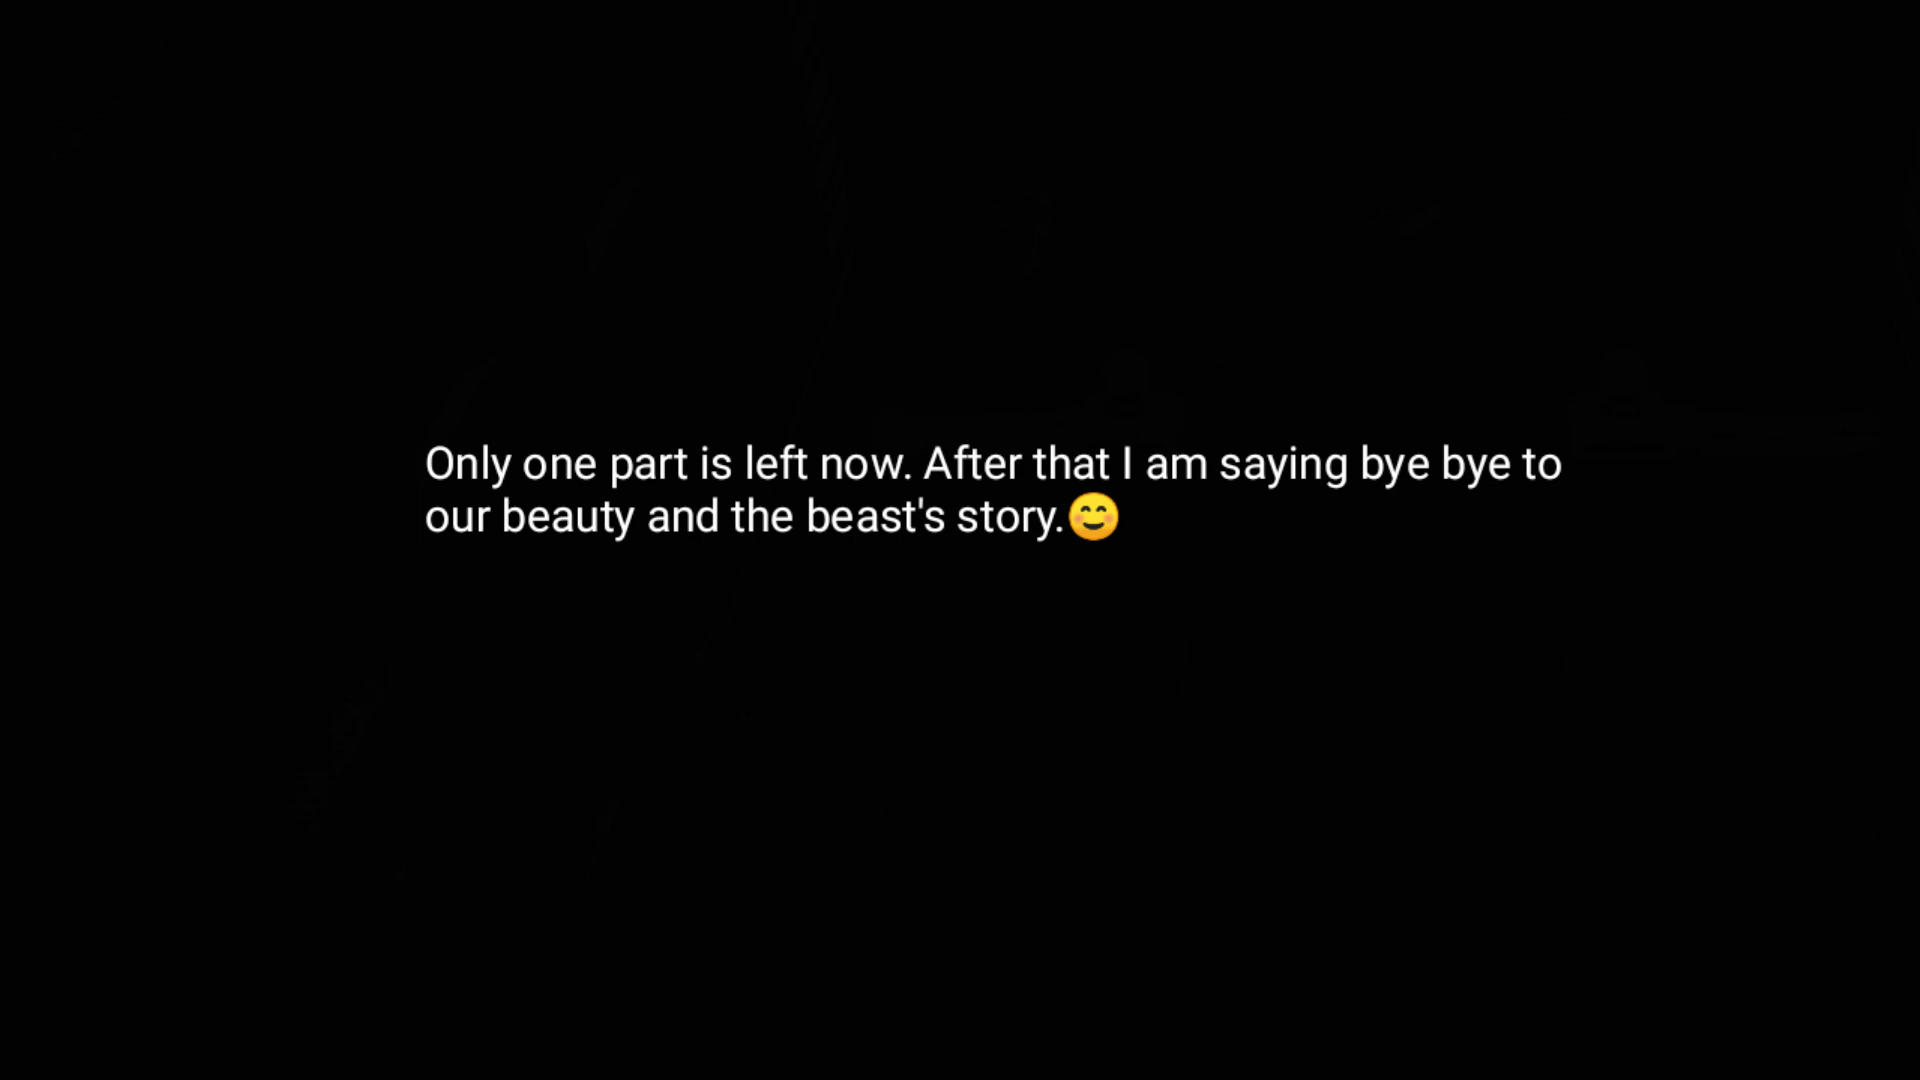 Only one part is left now. After that I am saying bye bye to
our beauty and the beast's story.😊